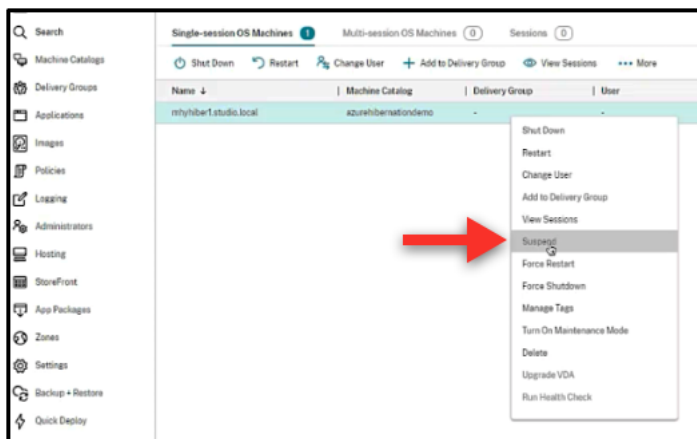 Search
Machine Catalogs
Delivery Groups
Applications
Images
Policies
Logging
Administrators
Hosting
StoreFront
App Packages
Zones
Settings
Backup + Restore
Quick Deploy
Single-session OS Machines 1 Multi-session OS Machines 0 Sessions 0
Shut Down Restart Change User Add to Delivery Group View Sessions More
Name ↓ Machine Catalog Delivery Group User
mhyhiber1.studio.local azurehibernationdemo - -
Shut Down
Restart
Change User
Add to Delivery Group
View Sessions
Suspend
Force Restart
Force Shutdown
Manage Tags
Turn On Maintenance Mode
Delete
Upgrade VDA
Run Health Check